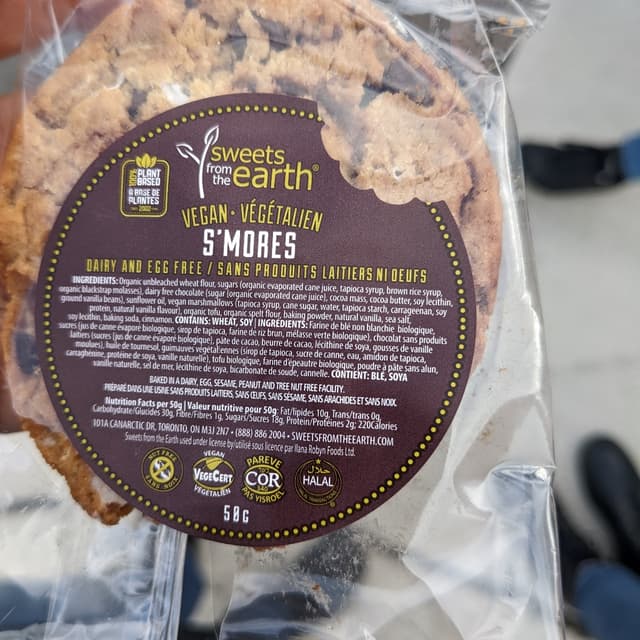 sweets
from
the earth®
100%
PLANT
BASED
À BASE DE
PLANTES
VEGAN · VÉGÉTALIEN
S'MORES
DAIRY AND EGG FREE / SANS PRODUITS LAITIERS NI OEUFS
INGREDIENTS: Organic unbleached wheat flour, sugars (organic evaporated cane juice, tapioca syrup, brown rice syrup,
organic blackstrap molasses), dairy free chocolate (sugar (organic evaporated cane juice), cocoa mass, cocoa butter, soy lecithin,
ground vanilla beans), sunflower oil, vegan marshmallows (tapioca syrup, cane sugar, water, tapioca starch, carrageenan, soy
protein, natural vanilla flavour), organic tofu, organic spelt flour, baking powder, natural vanilla, sea salt,
soy lecithin, baking soda, cinnamon. CONTAINS: WHEAT, SOY | INGRÉDIENTS: Farine de blé non blanchie biologique,
sucres (jus de canne évaporé biologique, sirop de tapioca, farine de riz brun, mélasse verte biologique), chocolat sans produits
laitiers (sucres (jus de canne évaporé biologique), pâte de cacao, beurre de cacao, lécithine de soya, gousses de vanille
moulues), huile de tournesol, guimauves végétaliennes (sirop de tapioca, sucre de canne, eau, amidon de tapioca,
carraghénine, protéine de soya, vanille naturelle), tofu biologique, farine d'épeautre biologique, poudre à pâte sans alun,
vanille naturelle, sel de mer, lécithine de soya, bicarbonate de soude, cannelle. CONTIENT: BLÉ, SOYA
BAKED IN A DAIRY, EGG, SESAME, PEANUT AND TREE NUT FREE FACILITY.
PRÉPARÉ DANS UNE USINE SANS PRODUITS LAITIERS, SANS ŒUFS, SANS SÉSAME, SANS ARACHIDES ET SANS NOIX.
Nutrition Facts per 50g | Valeur nutritive pour 50g: Fat/lipides 10g, Trans/trans 0g,
Carbohydrate/Glucides 30g, Fibre/Fibres 1g, Sugars/Sucres 18g, Protein/Protéines 2g; 220Calories
101A CANARCTIC DR, TORONTO, ON M3J 2N7 • (888) 886 2004 • SWEETSFROMTHEEARTH.COM
Sweets from the Earth used under license by/utilisé sous licence par Ilana Robyn Foods Ltd.
NUT FREE
SANS NOIX
VEGAN
VEGECERT
VÉGÉTALIEN
PAREVE
COR
PAS VISROEL
HALAL
حلال
50G